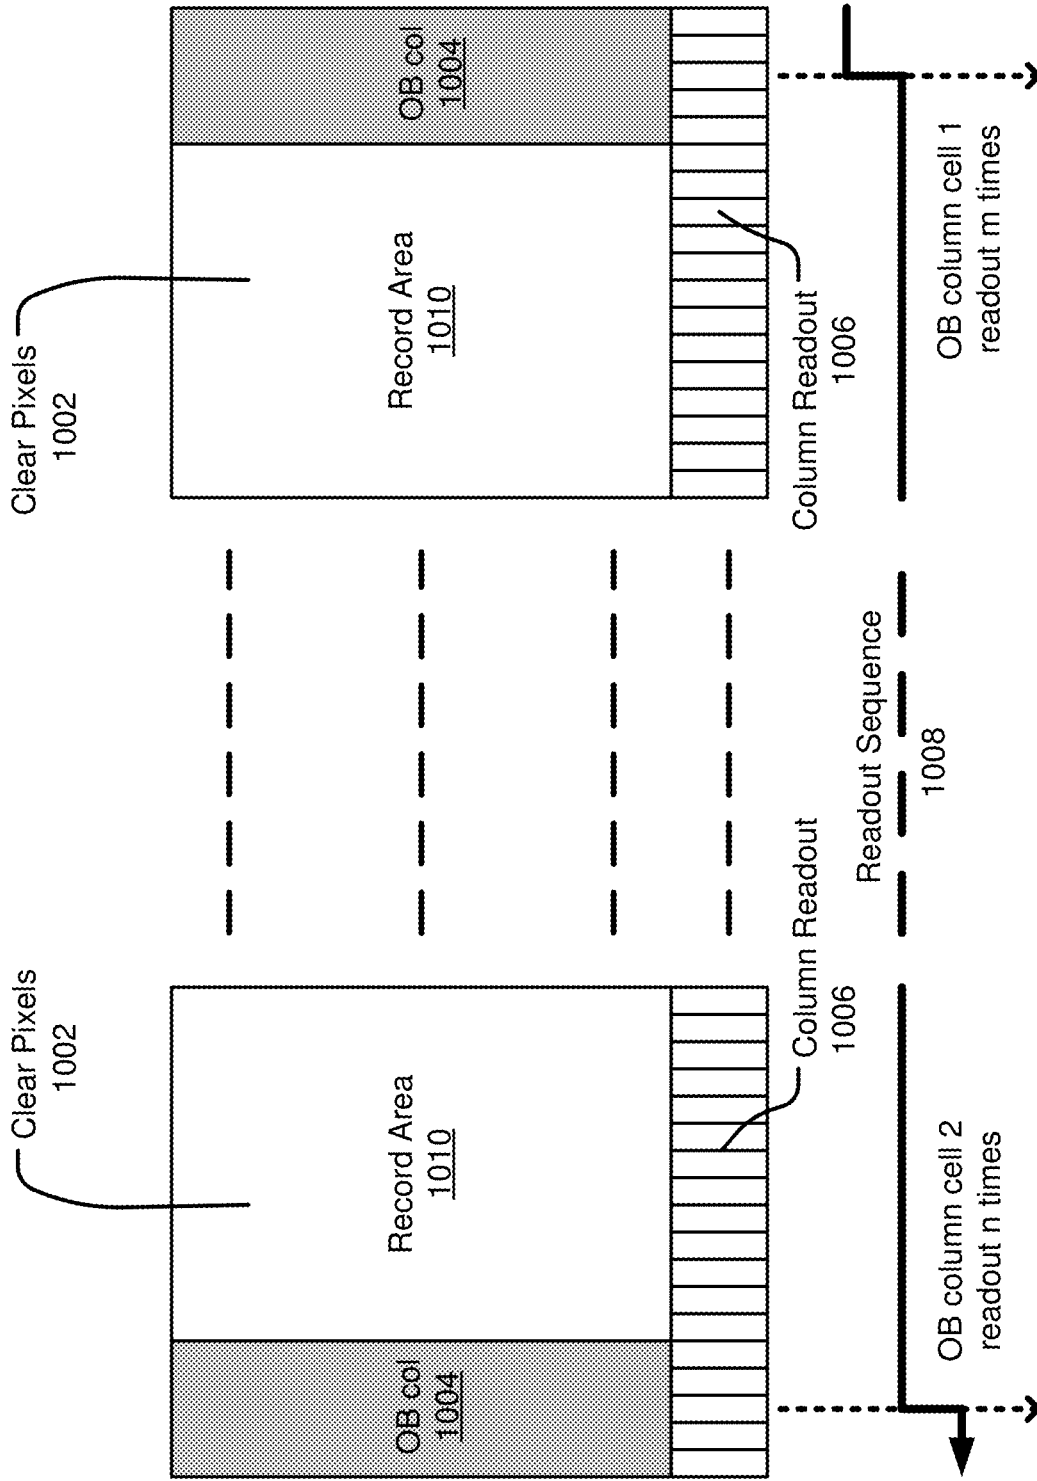 Clear Pixels
1002
Clear Pixels
1002
OB col
1004
Record Area
1010
Record Area
1010
OB col
1004
Column Readout
1006
Column Readout
1006
Readout Sequence
1008
OB column cell 2
readout n times
OB column cell 1
readout m times